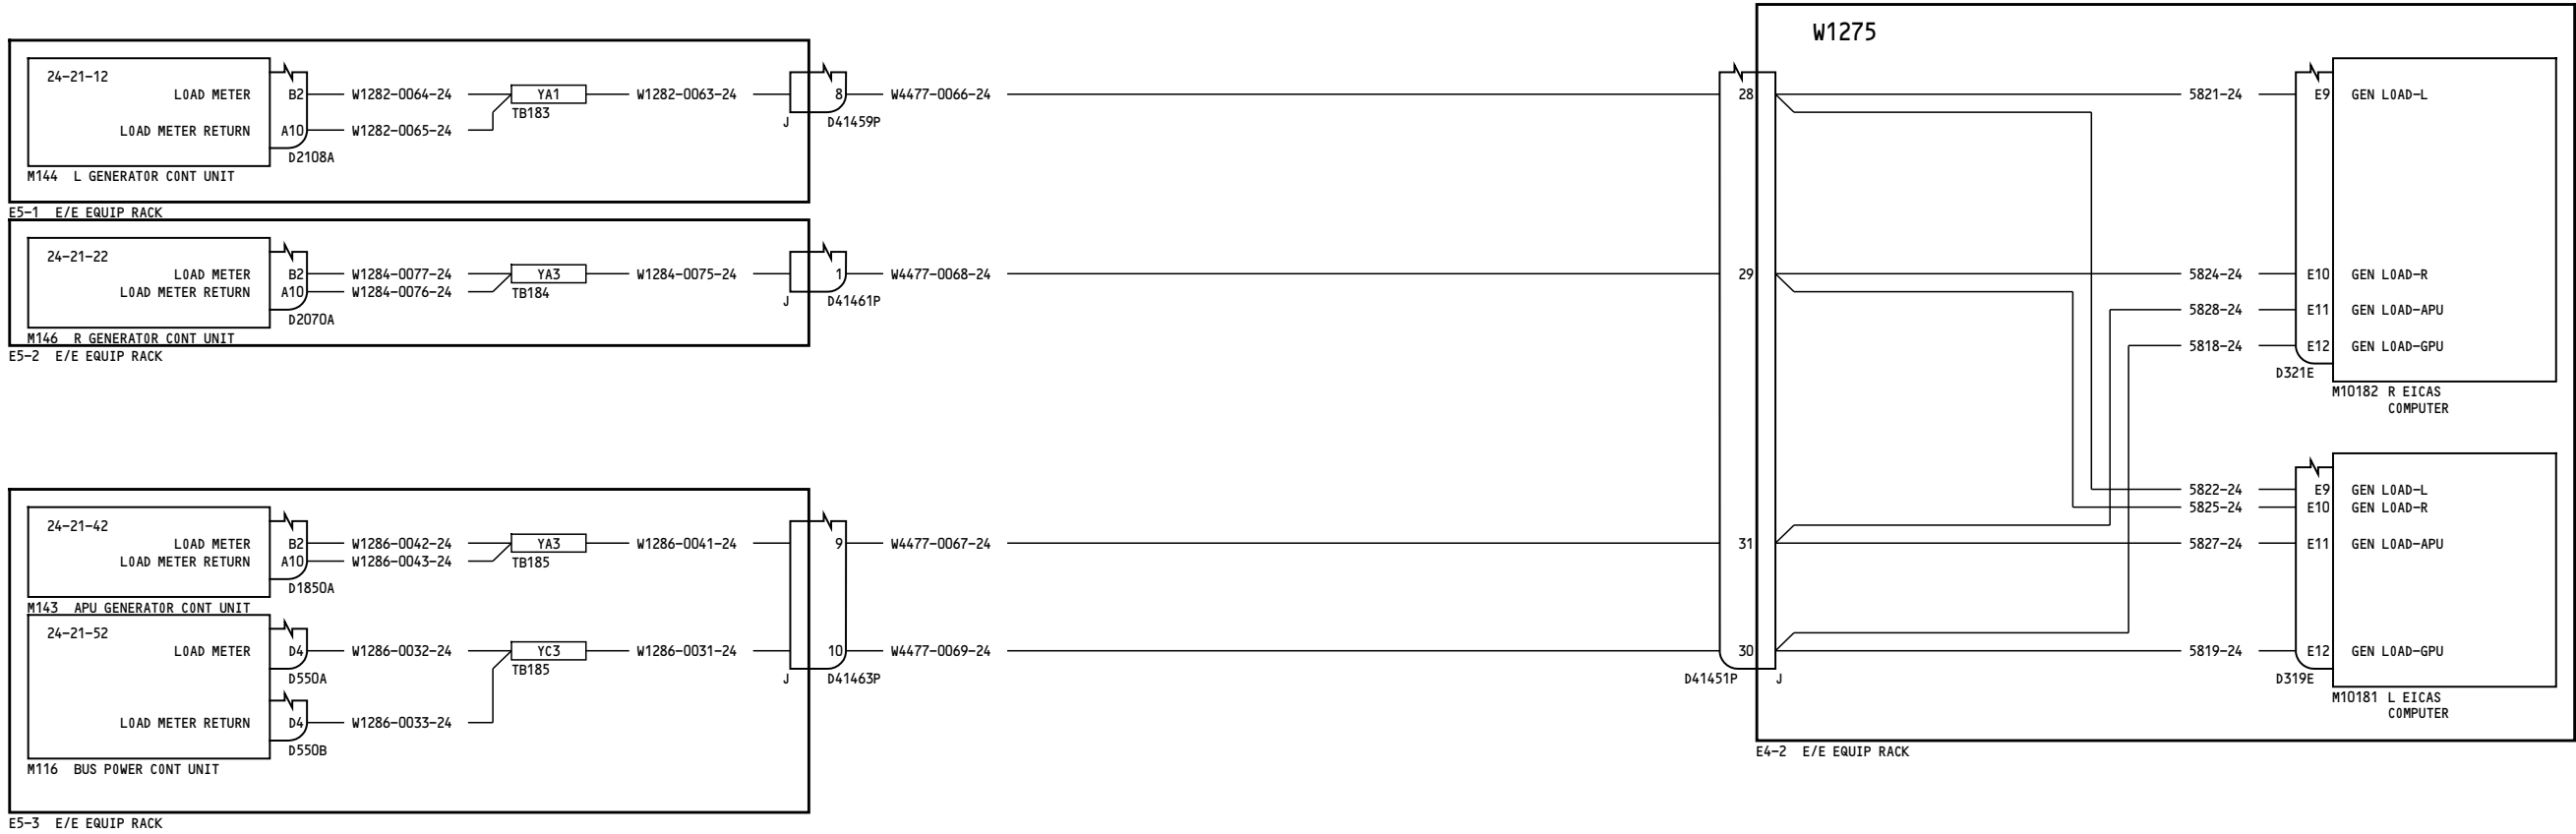 W1275
24-21-12
LOAD METER B2 W1282-0064-24 YA1 W1282-0063-24 8 W4477-0066-24 28 5821-24 E9 GEN LOAD-L
TB183
J D41459P
LOAD METER RETURN A10 W1282-0065-24
D2108A
M144 L GENERATOR CONT UNIT
E5-1 E/E EQUIP RACK
24-21-22
LOAD METER B2 W1284-0077-24 YA3 W1284-0075-24 1 W4477-0068-24 29 5824-24 E10 GEN LOAD-R
LOAD METER RETURN A10 W1284-0076-24
TB184
J D41461P
5828-24 E11 GEN LOAD-APU
D2070A
M146 R GENERATOR CONT UNIT
5818-24 E12 GEN LOAD-GPU
E5-2 E/E EQUIP RACK
D321E
M10182 R EICAS
COMPUTER
5822-24 E9 GEN LOAD-L
5825-24 E10 GEN LOAD-R
24-21-42
LOAD METER B2 W1286-0042-24 YA3 W1286-0041-24 9 W4477-0067-24 31 5827-24 E11 GEN LOAD-APU
LOAD METER RETURN A10 W1286-0043-24
TB185
D1850A
M143 APU GENERATOR CONT UNIT
24-21-52
LOAD METER D4 W1286-0032-24 YC3 W1286-0031-24 10 W4477-0069-24 30 5819-24 E12 GEN LOAD-GPU
TB185
D550A
J D41463P
D41451P J
D319E
M10181 L EICAS
COMPUTER
LOAD METER RETURN D4 W1286-0033-24
D550B
E4-2 E/E EQUIP RACK
M116 BUS POWER CONT UNIT
E5-3 E/E EQUIP RACK